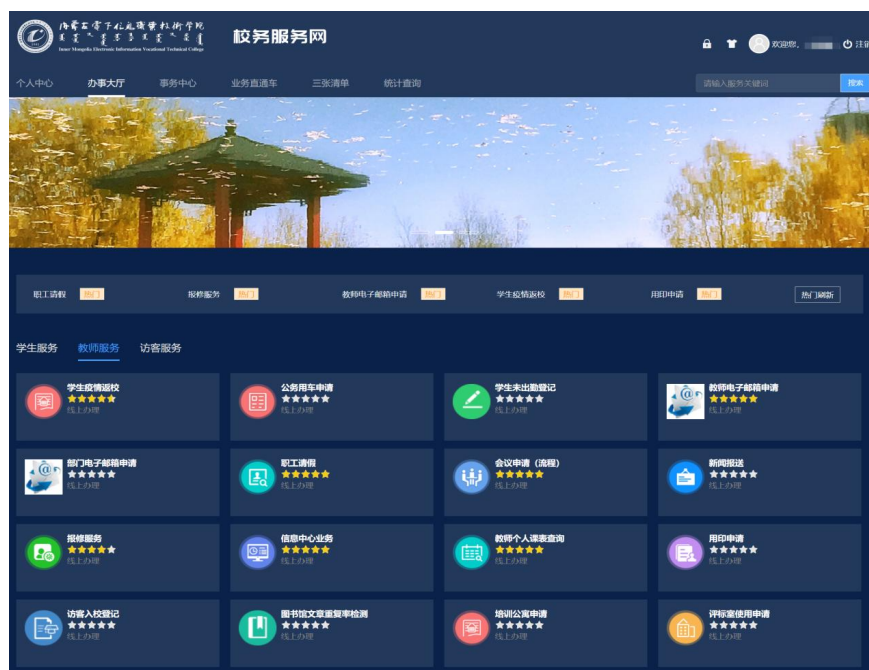 内蒙古电子信息职业技术学院
Inner Mongolia Electronic Information Vocational Technical College
校务服务网
欢迎您,
注销
个人中心 办事大厅 事务中心 业务直通车 三张清单 统计查询
请输入服务关键词 搜索
职工请假 热门 报修服务 热门 教师电子邮箱申请 热门 学生疫情返校 热门 用印申请 热门 热门刷新
学生服务 教师服务 访客服务
学生疫情返校 公务用车申请 学生未出勤登记 教师电子邮箱申请
线上办理 线上办理 线上办理 线上办理
部门电子邮箱申请 职工请假 会议申请（流程） 新闻报送
线上办理 线上办理 线上办理 线上办理
报修服务 信息中心业务 教师个人课表查询 用印申请
线上办理 线上办理 线上办理 线上办理
访客入校登记 图书馆文章重复率检测 培训公寓申请 评标室使用申请
线上办理 线上办理 线上办理 线上办理